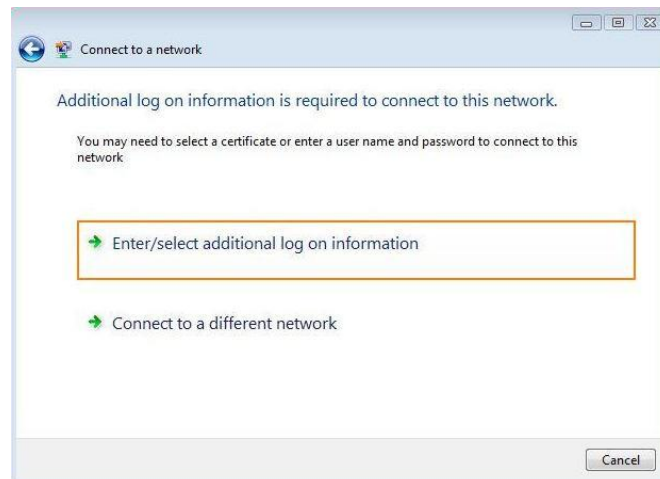 Connect to a network
Additional log on information is required to connect to this network.
You may need to select a certificate or enter a user name and password to connect to this
network
Enter/select additional log on information
Connect to a different network
Cancel